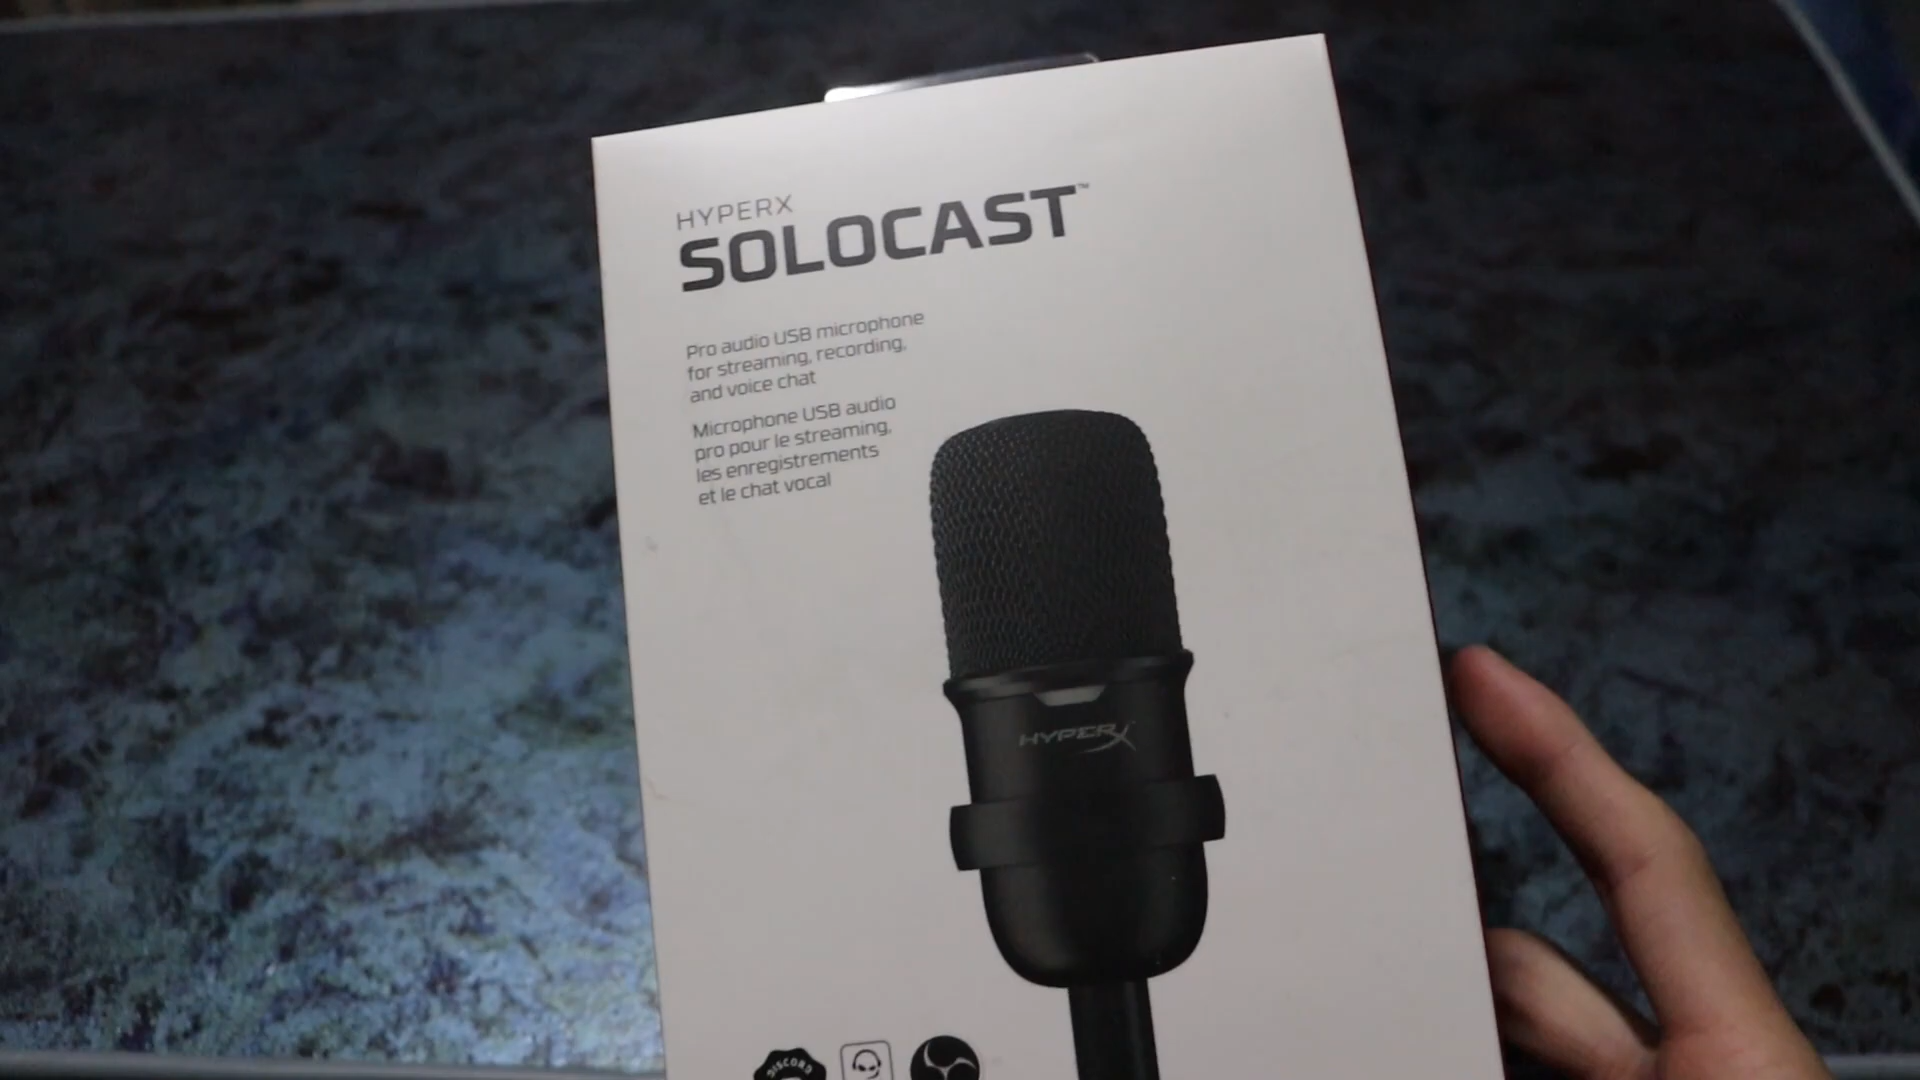 HYPERX
SOLOCAST™
Pro audio USB microphone
for streaming, recording,
and voice chat
Microphone USB audio
pro pour le streaming,
les enregistrements
et le chat vocal
HYPERX
DISCORD